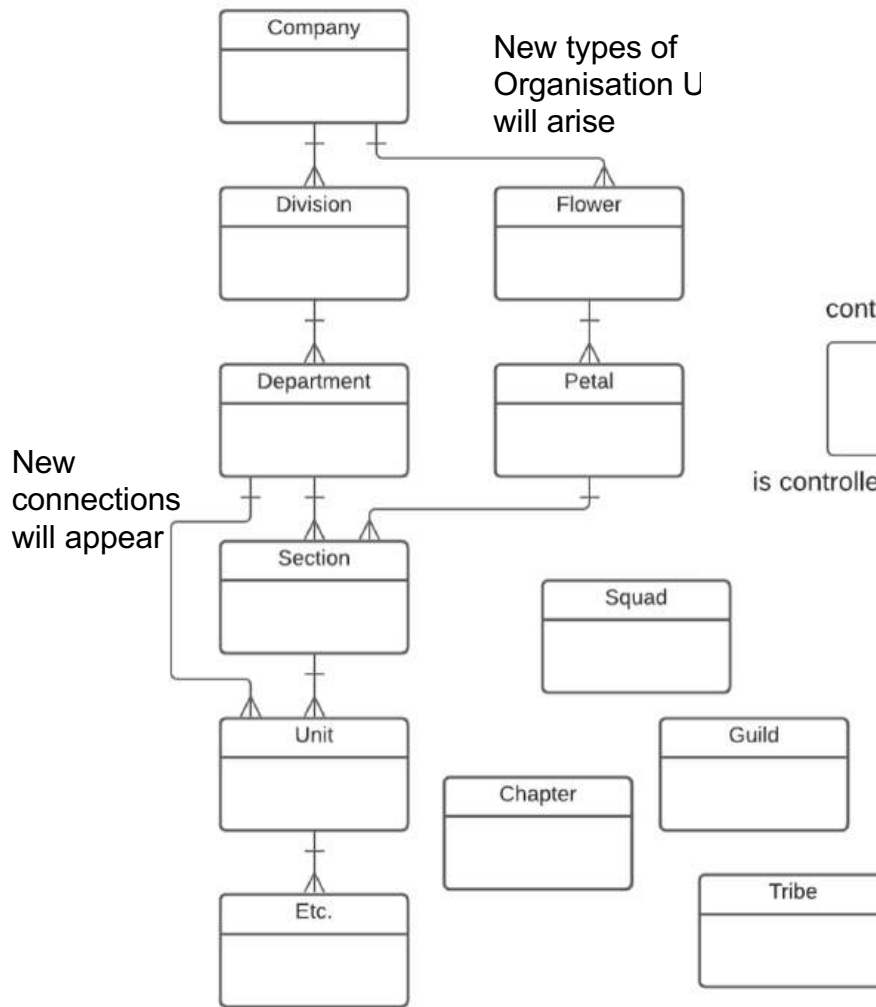 Company
New types of
Organisation U
will arise
Division
Flower
cont
Department
Petal
New
connections
will appear
is controlle
Section
Squad
Unit
Guild
Chapter
Tribe
Etc.